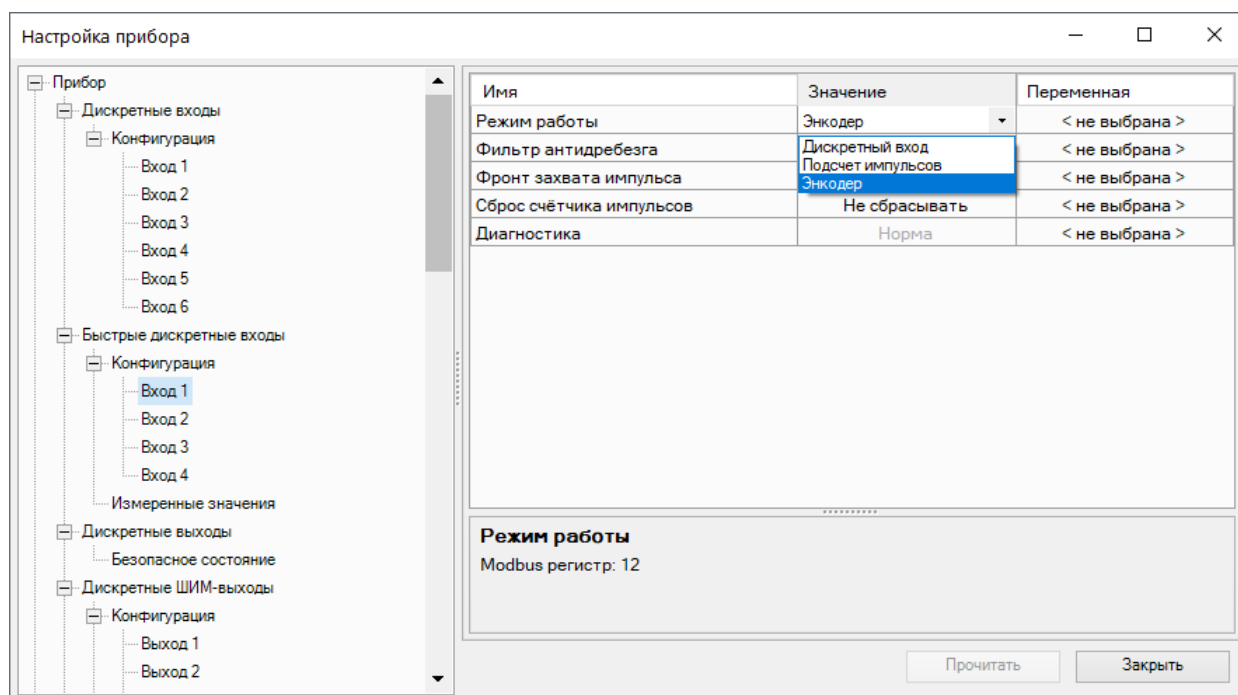 Настройка прибора
Прибор
Дискретные входы
Конфигурация
Вход 1
Вход 2
Вход 3
Вход 4
Вход 5
Вход 6
Быстрые дискретные входы
Конфигурация
Вход 1
Вход 2
Вход 3
Вход 4
Измеренные значения
Дискретные выходы
Безопасное состояние
Дискретные ШИМ-выходы
Конфигурация
Выход 1
Выход 2
Имя Значение Переменная
Режим работы Энкодер < не выбрана >
Фильтр антидребезга Дискретный вход < не выбрана >
Подсчет импульсов
Фронт захвата импульса Энкодер < не выбрана >
Сброс счётчика импульсов Не сбрасывать < не выбрана >
Диагностика Норма < не выбрана >
Режим работы
Modbus регистр: 12
Прочитать Закрыть